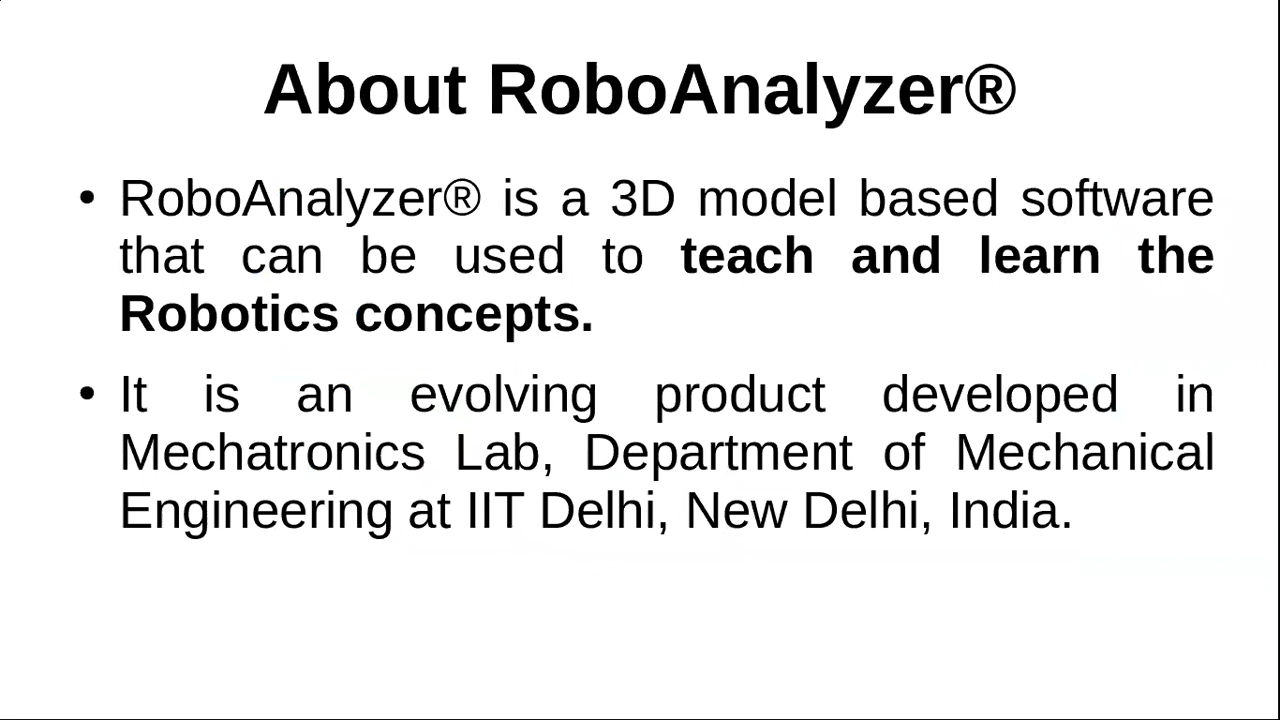 About RoboAnalyzer®
• RoboAnalyzer® is a 3D model based software
that can be used to teach and learn the
Robotics concepts.
• It is an evolving product developed in
Mechatronics Lab, Department of Mechanical
Engineering at IIT Delhi, New Delhi, India.